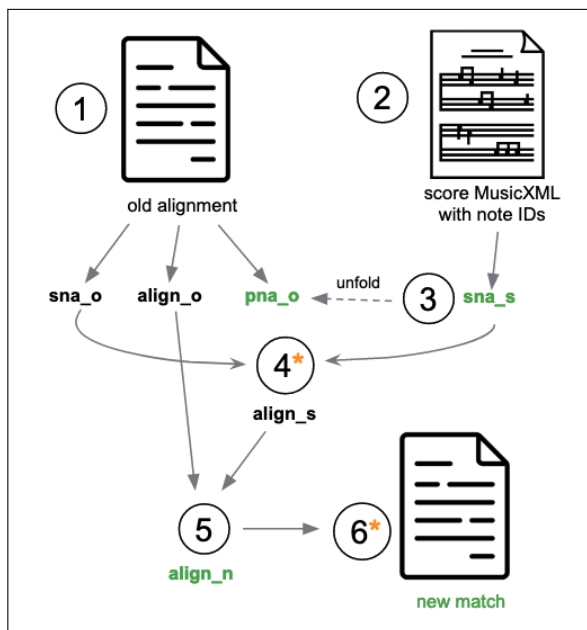 1
2
old alignment
score MusicXML
with note IDs
sna_o
align_o
pna_o
unfold
3
sna_s
4*
align_s
5
6*
align_n
new match